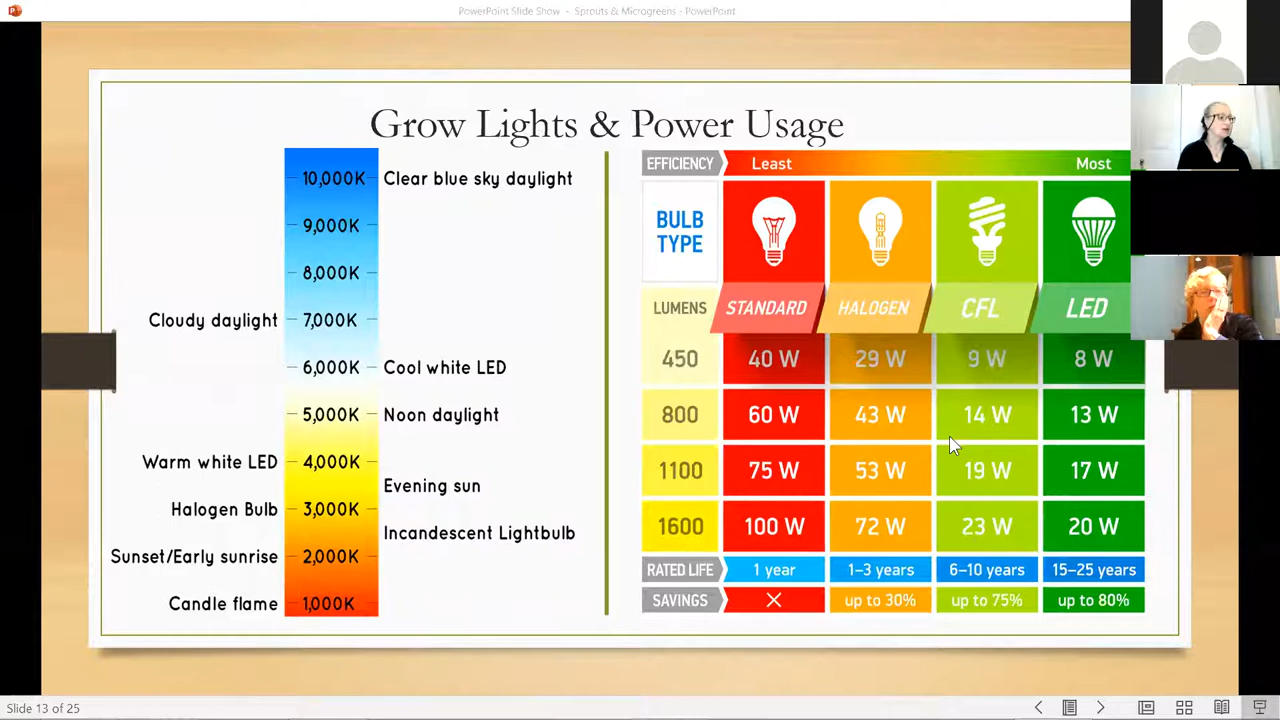 PowerPoint Slide Show - Sprouts & Microgreens - PowerPoint
Grow Lights & Power Usage
10,000K Clear blue sky daylight
9,000K
8,000K
Cloudy daylight 7,000K
6,000K Cool white LED
5,000K Noon daylight
Warm white LED 4,000K
Evening sun
Halogen Bulb 3,000K
Incandescent Lightbulb
Sunset/Early sunrise 2,000K
Candle flame 1,000K
EFFICIENCY Least Most
BULB
TYPE
LUMENS STANDARD HALOGEN CFL LED
450 40 W 29 W 9 W 8 W
800 60 W 43 W 14 W 13 W
1100 75 W 53 W 19 W 17 W
1600 100 W 72 W 23 W 20 W
RATED LIFE 1 year 1–3 years 6–10 years 15–25 years
SAVINGS up to 30% up to 75% up to 80%
Slide 13 of 25